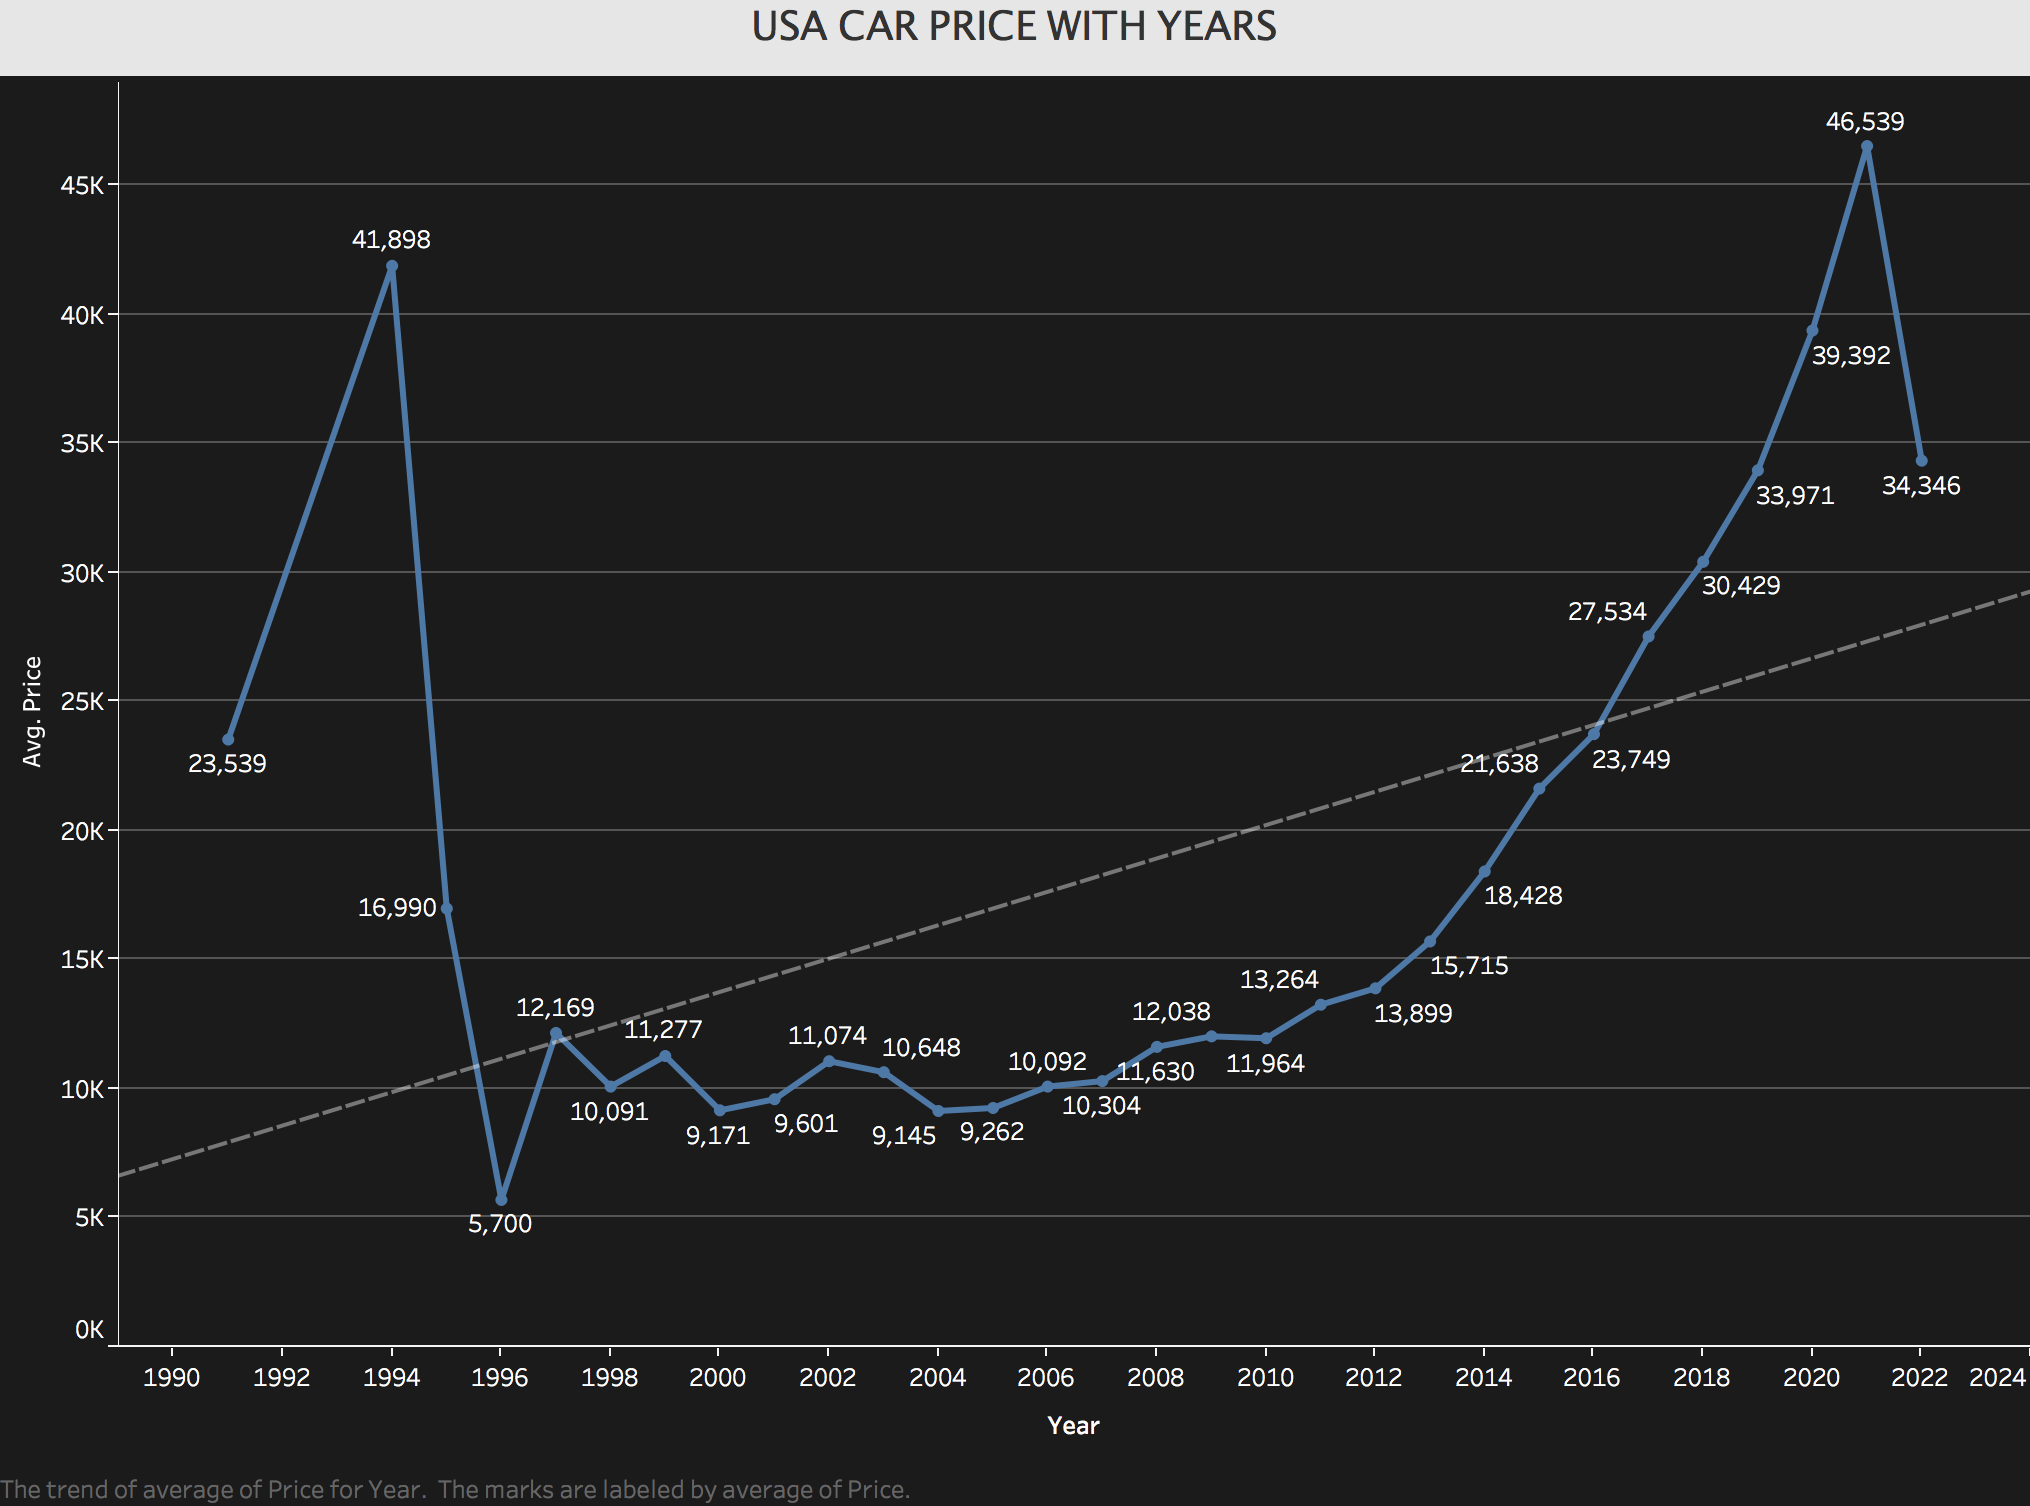 USA CAR PRICE WITH YEARS
46,539
45K
41,898
40K
39,392
35K
34,346
33,971
30K
30,429
27,534
Avg. Price
25K
23,539
21,638
23,749
20K
18,428
16,990
15K
15,715
13,264
13,899
12,169
11,277
11,074
10,648
12,038
10,092
11,630
11,964
10K
10,091
10,304
9,171
9,601
9,145
9,262
5K
5,700
0K
1990 1992 1994 1996 1998 2000 2002 2004 2006 2008 2010 2012 2014 2016 2018 2020 2022 2024
Year
The trend of average of Price for Year. The marks are labeled by average of Price.